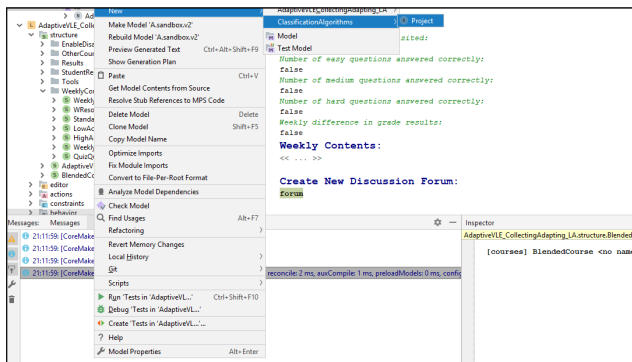 New
AdaptiveVLE_CollectingAdapting_LA
ClassificationAlgorithms
Project
Model
Test Model
Make Model 'A.sandbox.v2'
Rebuild Model 'A.sandbox.v2'
Preview Generated Text Ctrl+Alt+Shift+F9
Show Generation Plan
Paste Ctrl+V
Get Model Contents from Source
Resolve Stub References to MPS Code
Delete Model Delete
Clone Model Shift+F5
Copy Model Name
Optimize Imports
Fix Module Imports
Convert to File-Per-Root Format
Analyze Model Dependencies
Check Model
Find Usages Alt+F7
Refactoring
Revert Memory Changes
Local History
Git
Scripts
Run 'Tests in 'AdaptiveVL...' Ctrl+Shift+F10
Debug 'Tests in 'AdaptiveVL...'
Create 'Tests in 'AdaptiveVL...'...
Help
Model Properties Alt+Enter
AdaptiveVLE_Coll
structure
EnableDisa
OtherCour
Results
StudentRe
Tools
WeeklyCo
Weekly
WReso
Standa
LowAc
HighA
Weekly
QuizQu
AdaptiveV
BlendedCo
editor
actions
constraints
behavior
sited:
Number of easy questions answered correctly:
false
Number of medium questions answered correctly:
false
Number of hard questions answered correctly:
false
Weekly difference in grade results:
false
Weekly Contents:
<< ... >>
Create New Discussion Forum:
forum
Messages: Messages
21:11:59: [CoreMake
21:11:59: [CoreMake
21:11:59: [CoreMake
21:11:59: [CoreMake
reconcile: 2 ms, auxCompile: 1 ms, preloadModels: 0 ms, config
Inspector
AdaptiveVLE_CollectingAdapting_LA.structure.Blended
[courses] BlendedCourse <no name